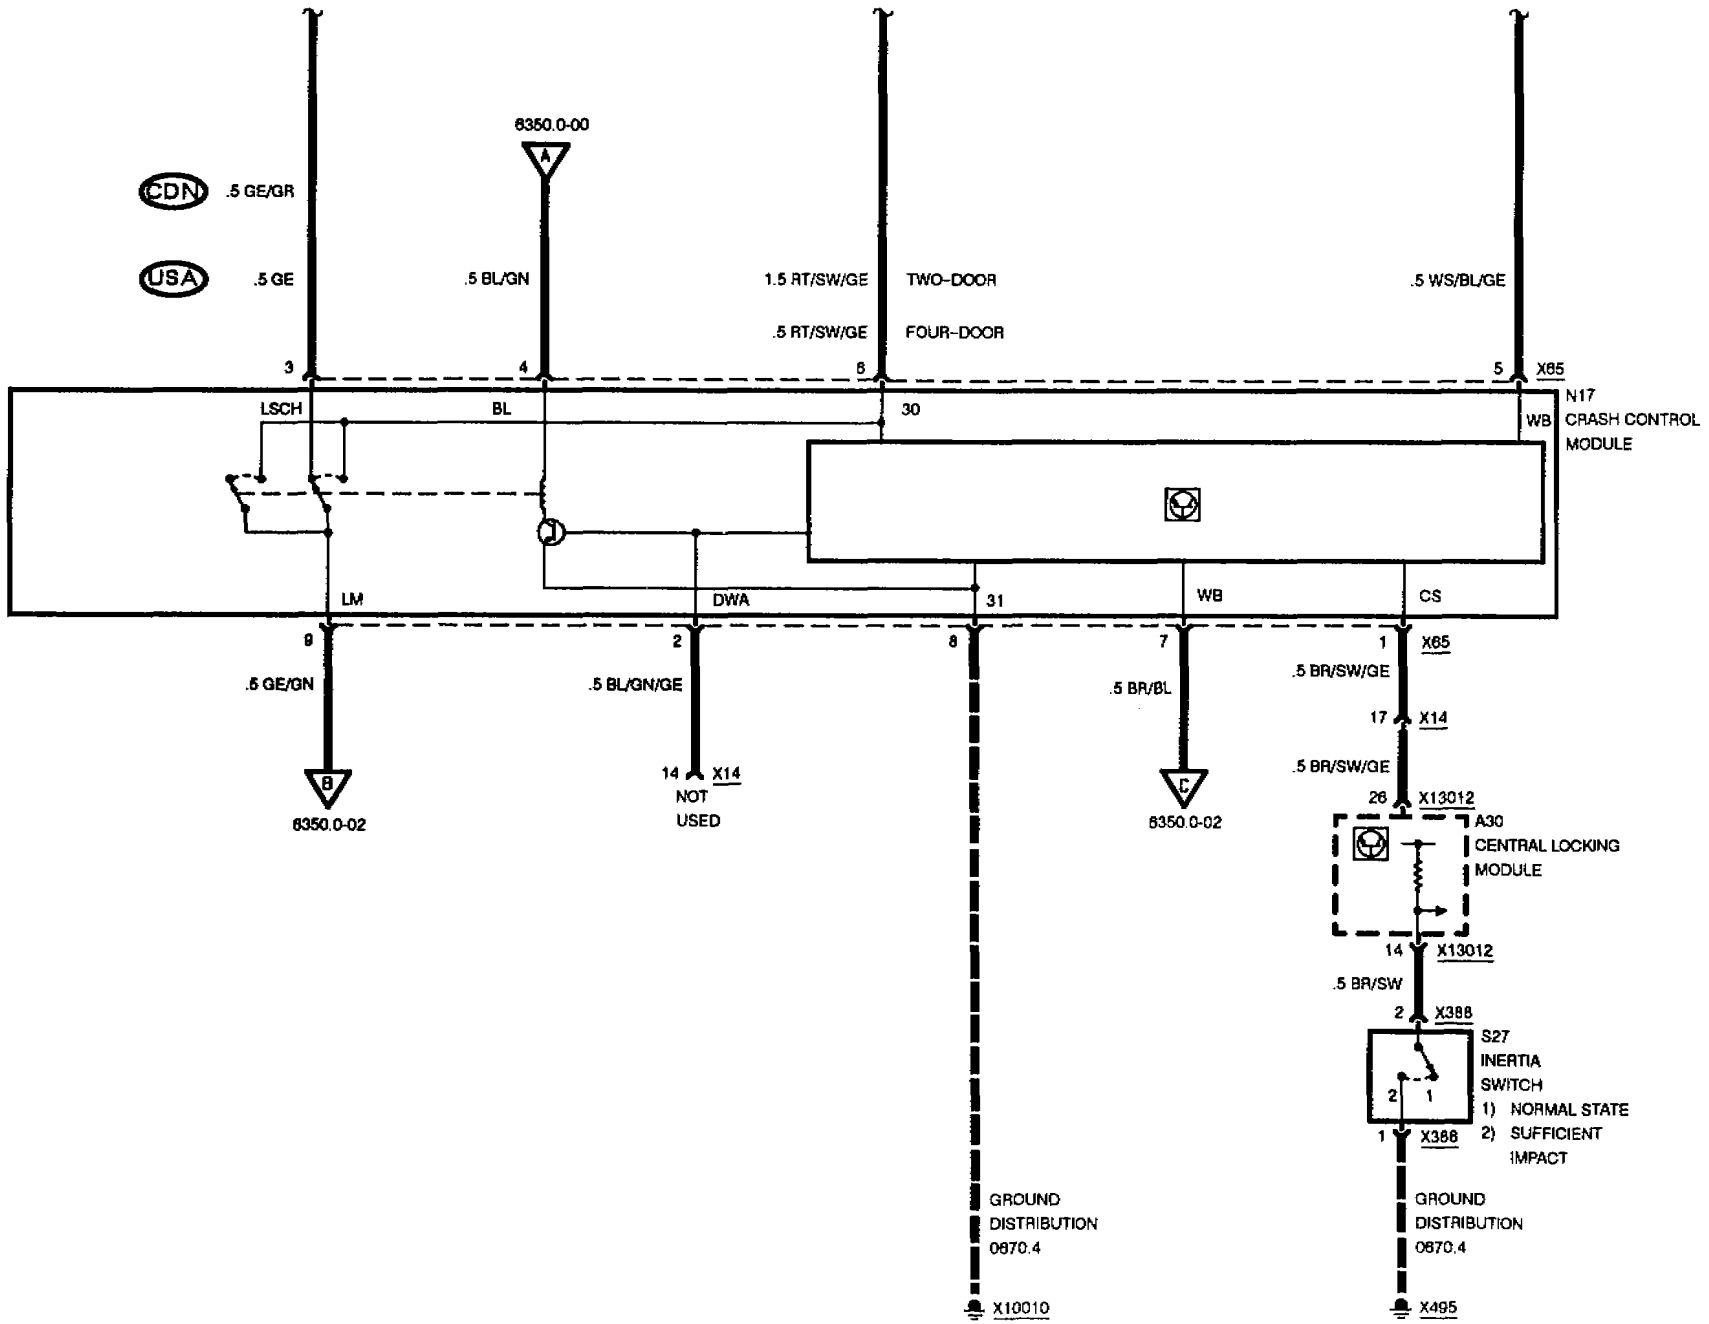 6350.0-00
A
CDN .5 GE/GR
USA .5 GE
.5 BL/GN
1.5 RT/SW/GE TWO-DOOR
.5 WS/BL/GE
.5 RT/SW/GE FOUR-DOOR
3
4
6
5 X65
N17
CRASH CONTROL
MODULE
LSCH
BL
30
WB
LM
DWA
31
WB
CS
9
2
8
7
1 X65
.5 GE/GN
.5 BL/GN/GE
.5 BR/BL
.5 BR/SW/GE
17 X14
.5 BR/SW/GE
B
6350.0-02
14 X14
NOT
USED
C
6350.0-02
26 X13012
A30
CENTRAL LOCKING
MODULE
14 X13012
.5 BR/SW
2 X388
S27
INERTIA
SWITCH
1) NORMAL STATE
2) SUFFICIENT
IMPACT
2 1
1 X388
GROUND
DISTRIBUTION
0670.4
GROUND
DISTRIBUTION
0670.4
X10010
X495